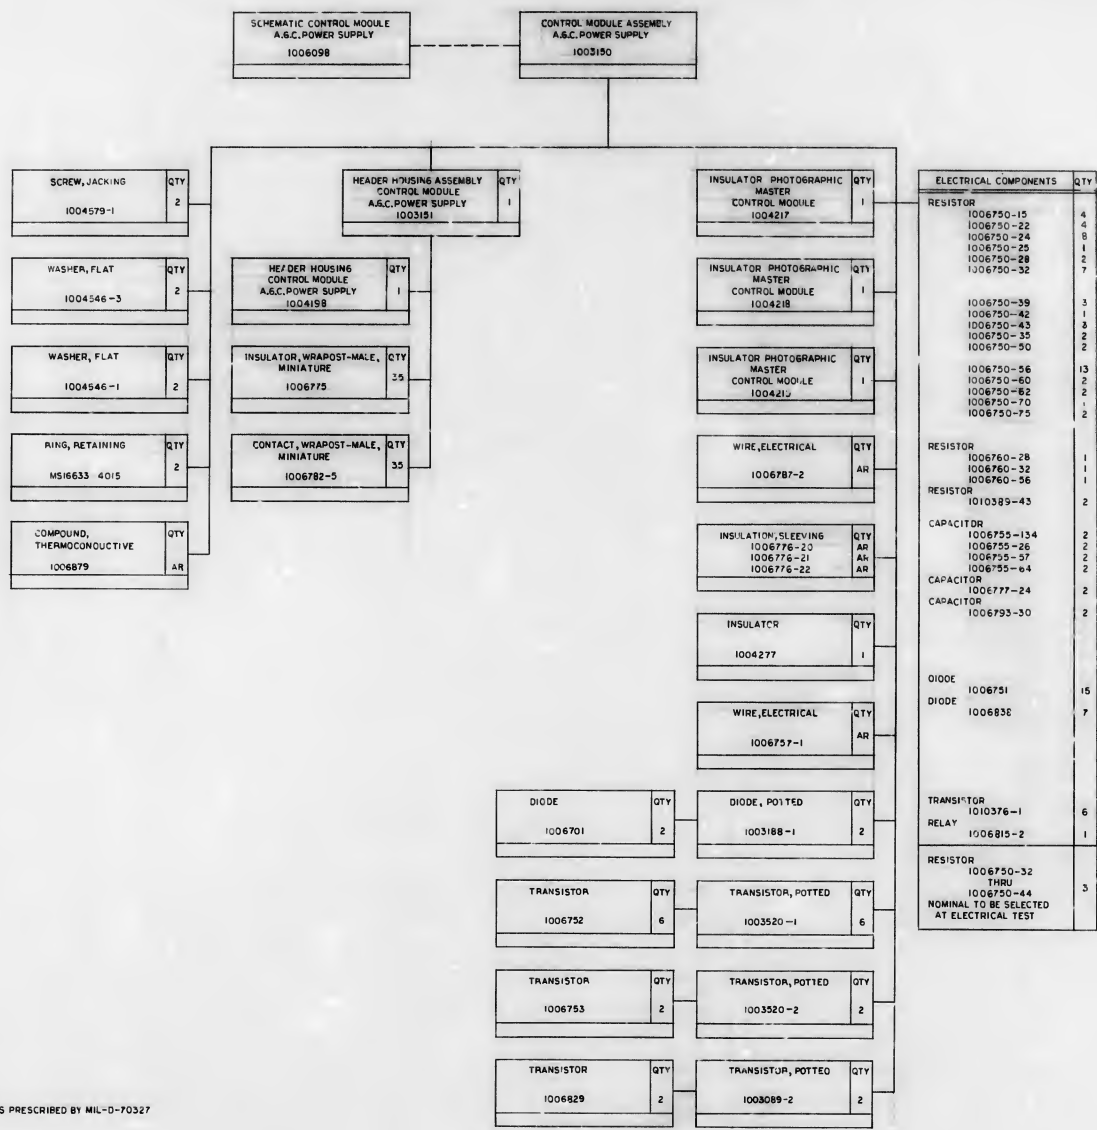 SCHEMATIC CONTROL MODULE
A.G.C. POWER SUPPLY
1006098
CONTROL MODULE ASSEMBLY
A.G.C. POWER SUPPLY
1003150
SCREW, JACKING
1004579-1
QTY
2
WASHER, FLAT
1004546-3
QTY
2
WASHER, FLAT
1004546-1
QTY
2
RING, RETAINING
MS16633 4015
QTY
2
COMPOUND,
THERMOCONDUCTIVE
1006879
QTY
AR
HEADER HOUSING ASSEMBLY
CONTROL MODULE
A.G.C. POWER SUPPLY
1003151
QTY
1
HEADER HOUSING
CONTROL MODULE
A.G.C. POWER SUPPLY
1004198
QTY
1
INSULATOR, WRAPOST-MALE,
MINIATURE
1006775
QTY
35
CONTACT, WRAPOST-MALE,
MINIATURE
1006782-5
QTY
35
INSULATOR PHOTOGRAPHIC
MASTER
CONTROL MODULE
1004217
QTY
1
INSULATOR PHOTOGRAPHIC
MASTER
CONTROL MODULE
1004218
QTY
1
INSULATOR PHOTOGRAPHIC
MASTER
CONTROL MODULE
QTY
1
WIRE, ELECTRICAL
1006787-2
QTY
AR
INSULATION, SLEEVING
1006776-20
1006776-21
1006776-22
QTY
AR
AR
AR
INSULATOR
1004277
QTY
1
WIRE, ELECTRICAL
1006757-1
QTY
AR
DIODE
1006701
QTY
2
DIODE, POTTED
1003188-1
QTY
2
TRANSISTOR
1006752
QTY
6
TRANSISTOR, POTTED
1003520-1
QTY
6
TRANSISTOR
1006753
QTY
2
TRANSISTOR, POTTED
1003520-2
QTY
2
TRANSISTOR
1006829
QTY
2
TRANSISTOR, POTTED
1003089-2
QTY
2
ELECTRICAL COMPONENTS QTY
RESISTOR
1006750-15 4
1006750-22 4
1006750-24 8
1006750-25 1
1006750-28 2
1006750-32 7
1006750-39 3
1006750-42 1
1006750-43 3
1006750-35 2
1006750-50 2
1006750-56 13
1006750-60 2
1006750-62 2
1006750-70 1
1006750-75 2
RESISTOR
1006760-28 1
1006760-32 1
1006760-56 1
RESISTOR
1010389-43 2
CAPACITOR
1006755-134 2
1006755-26 2
1006755-57 2
1006755-64 2
CAPACITOR
1006777-24 2
CAPACITOR
1006793-30 2
DIODE
1006751 15
DIODE
7
TRANSISTOR
1010376-1 6
RELAY
1006815-2 1
RESISTOR
1006750-32
THRU
1006750-44 3
NOMINAL TO BE SELECTED
AT ELECTRICAL TEST
S PRESCRIBED BY MIL-D-70327